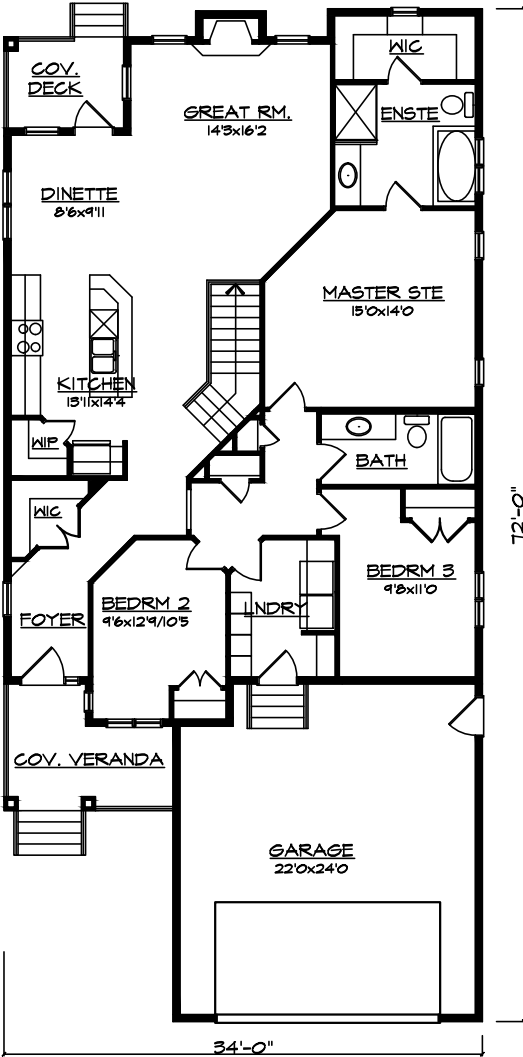 WIC
COV.
DECK
ENSTE
GREAT RM.
14'3x16'2
DINETTE
8'6x9'11
MASTER STE
15'0x14'0
KITCHEN
13'11x14'4
WIP
BATH
WIC
72'-0"
BEDRM 3
9'8x11'0
BEDRM 2
9'6x12'9/10'5
LNDRY
FOYER
COV. VERANDA
GARAGE
22'0x24'0
34'-0"